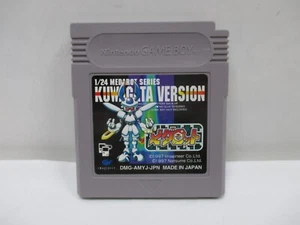 Nintendo GAME BOY
1/24 MEDAROT SERIES
KUWAGATA VERSION
メダロット
©1997 Imagineer Co.,Ltd
©1997 Natsume Co.,Ltd
DMG-AMYJ-JPN MADE IN JAPAN